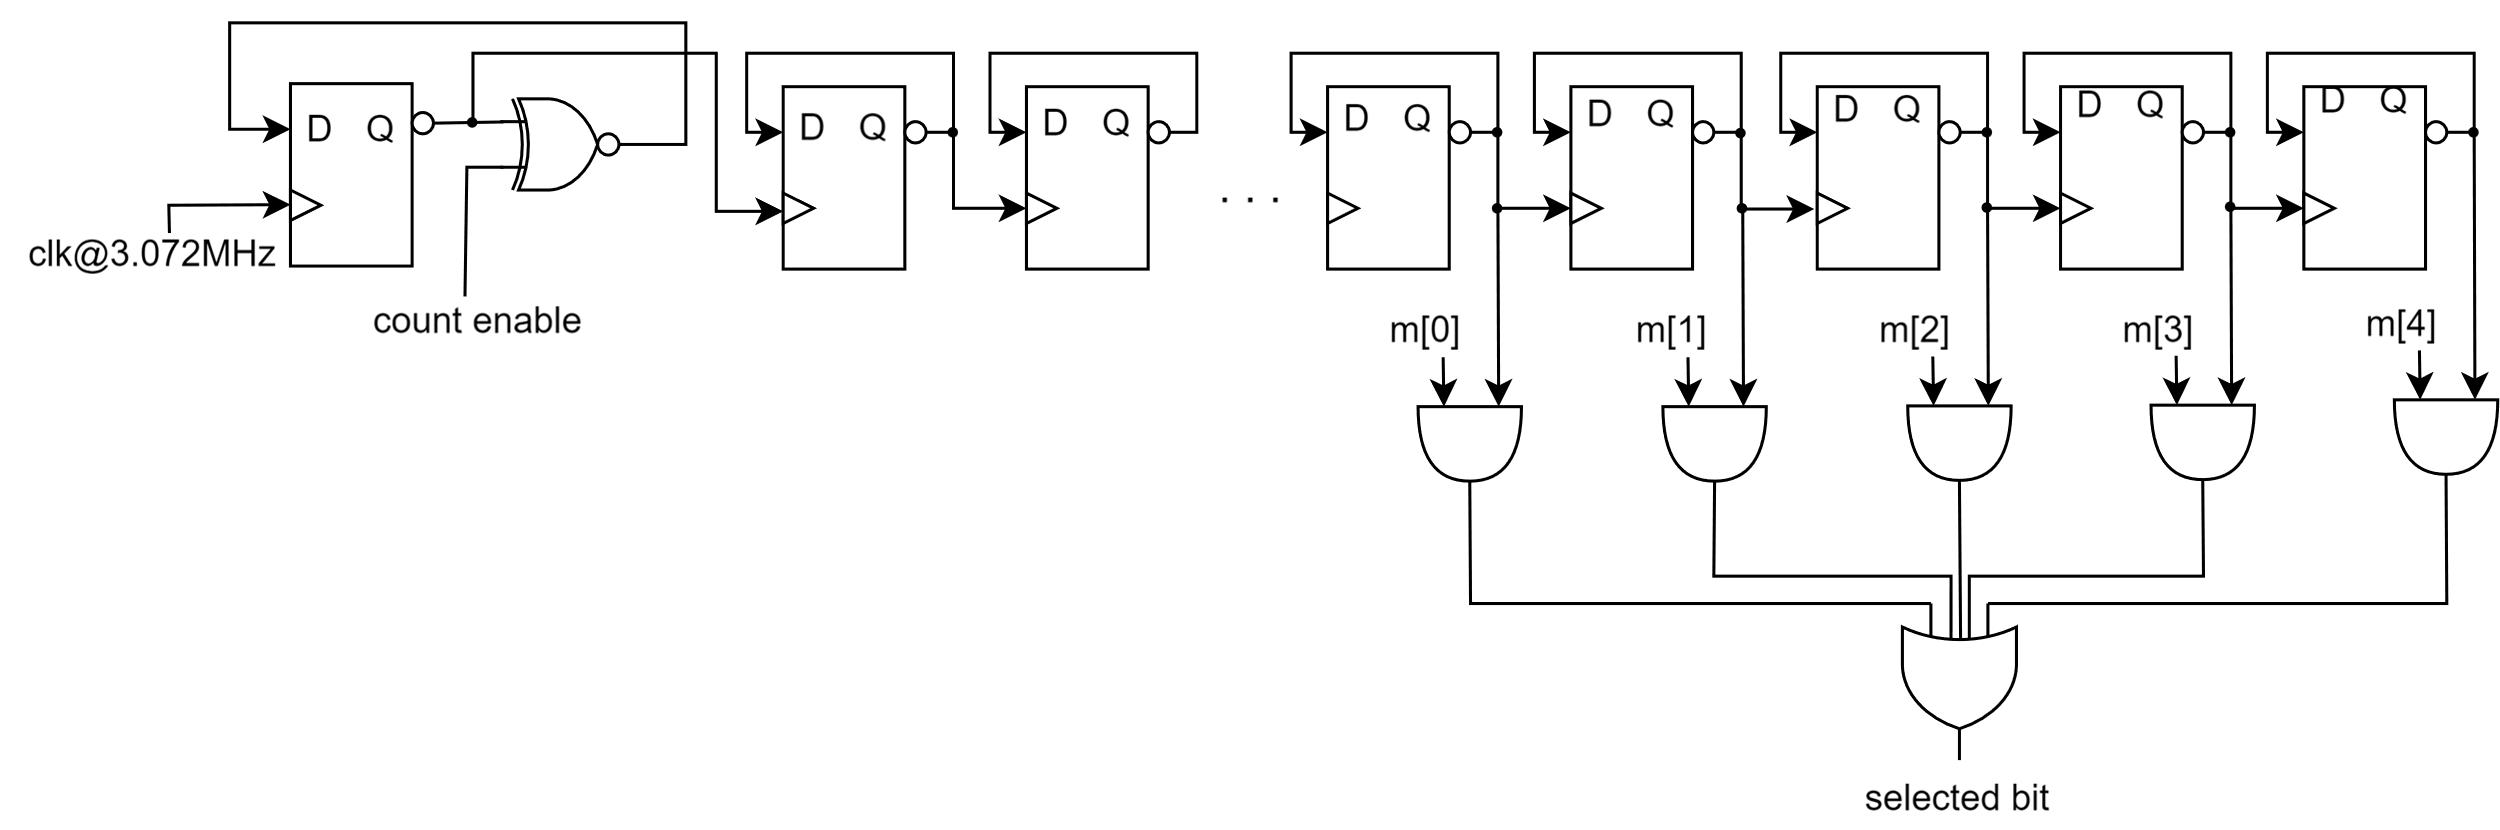 D Q
D Q
D Q
D Q
D Q
D Q
D Q
D Q
. . .
clk@3.072MHz
count enable
m[0]
m[1]
m[2]
m[3]
m[4]
selected bit